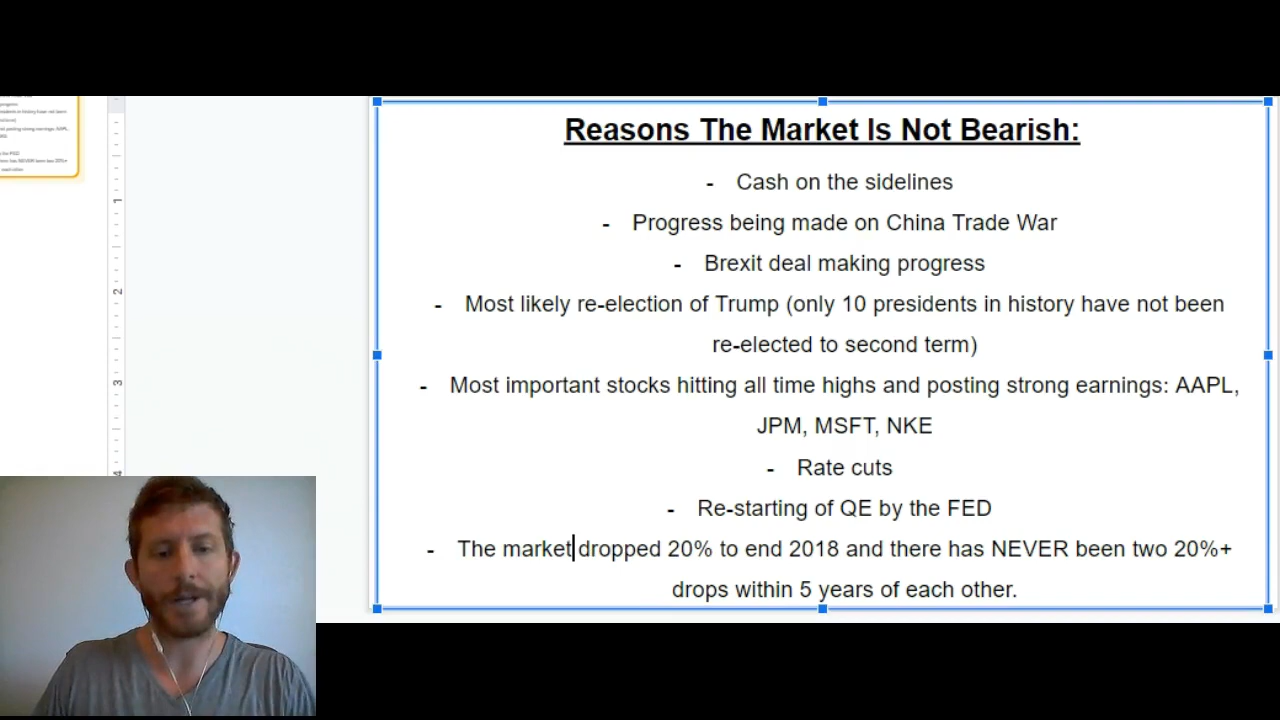 Reasons The Market Is Not Bearish:
- Cash on the sidelines
- Progress being made on China Trade War
- Brexit deal making progress
- Most likely re-election of Trump (only 10 presidents in history have not been
re-elected to second term)
- Most important stocks hitting all time highs and posting strong earnings: AAPL,
JPM, MSFT, NKE
- Rate cuts
- Re-starting of QE by the FED
- The market dropped 20% to end 2018 and there has NEVER been two 20%+
drops within 5 years of each other.
1
2
3